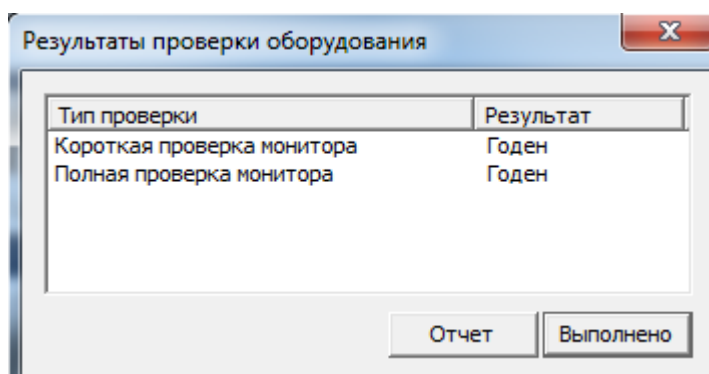 Результаты проверки оборудования
Тип проверки Результат
Короткая проверка монитора Годен
Полная проверка монитора Годен
Отчет Выполнено